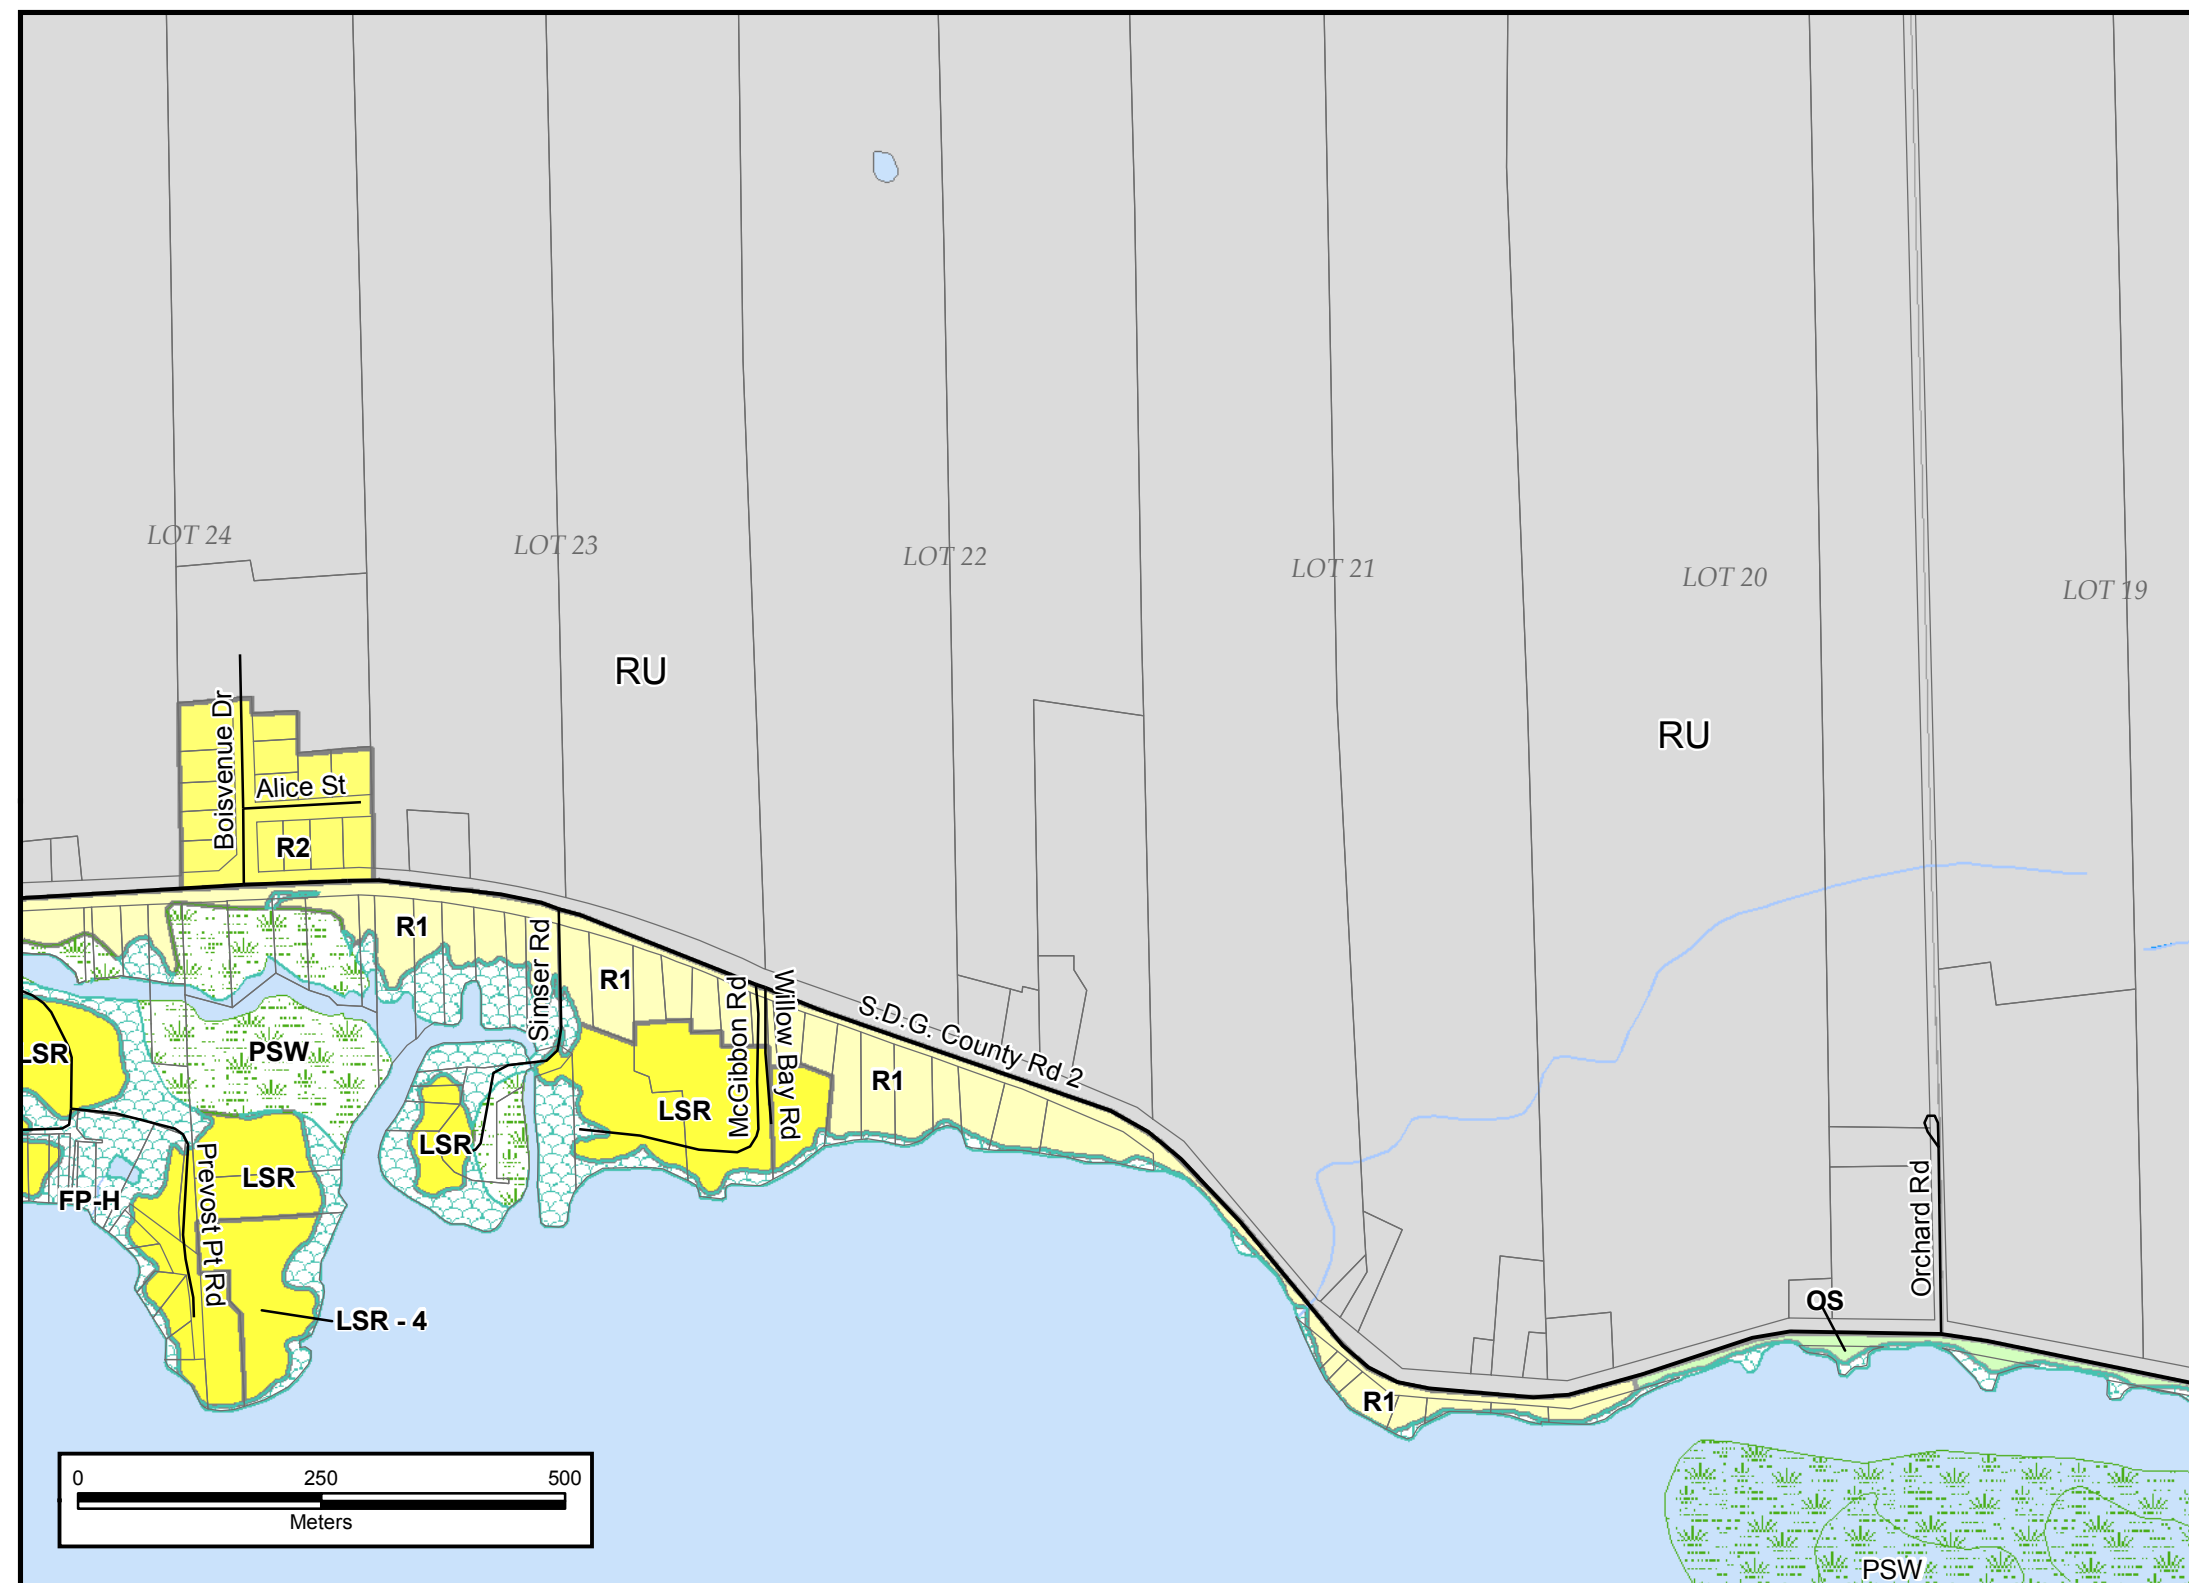 LOT 24
LOT 23
LOT 22
LOT 21
LOT 20
LOT 19
RU
RU
Boisvenue Dr
Alice St
R2
R1
Simser Rd
R1
McGibbon Rd
Willow Bay Rd
S.D.G. County Rd 2
LSR
PSW
R1
LSR
LSR
LSR
FP-H
Prevost Pt Rd
Orchard Rd
OS
LSR - 4
R1
0 250 500
Meters
PSW